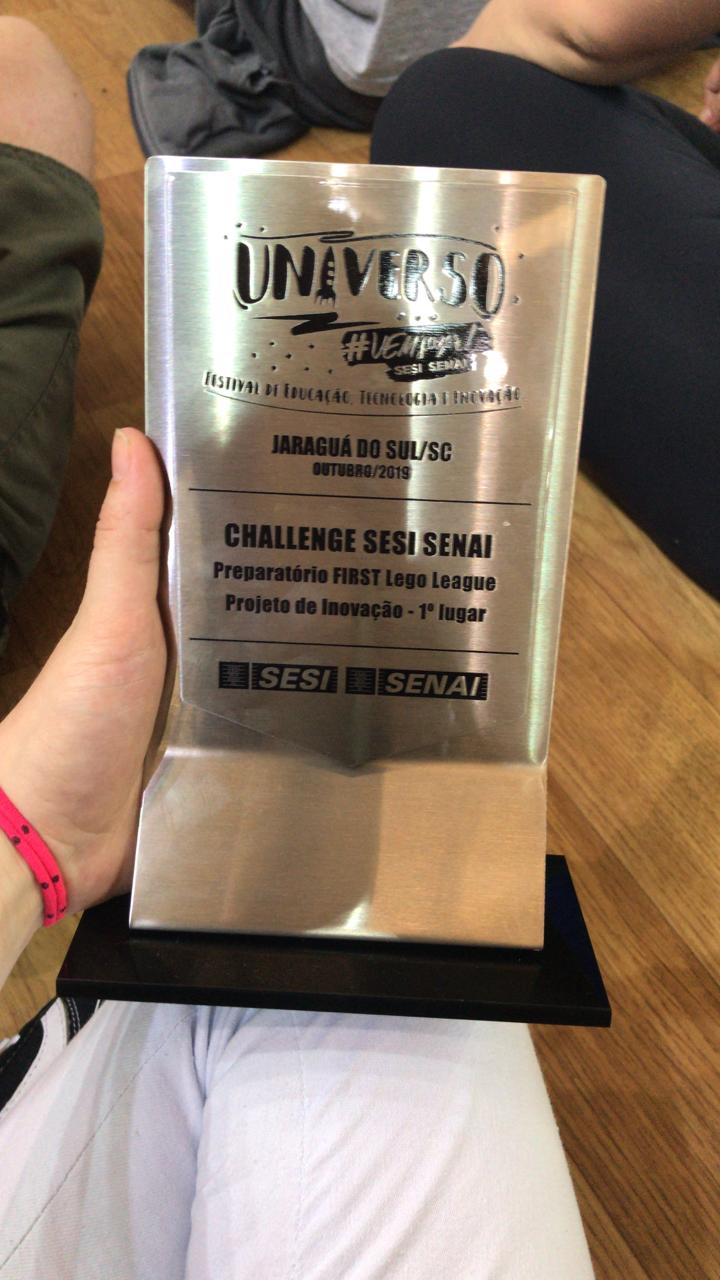 UNIVERSO
#VEMPRA
SESI SENAI
FESTIVAL DE EDUCAÇÃO, TECNOLOGIA E INOVAÇÃO
JARAGUÁ DO SUL/SC
OUTUBRO/2019
CHALLENGE SESI SENAI
Preparatório FIRST Lego League
Projeto de Inovação - 1º lugar
SESI SENAI